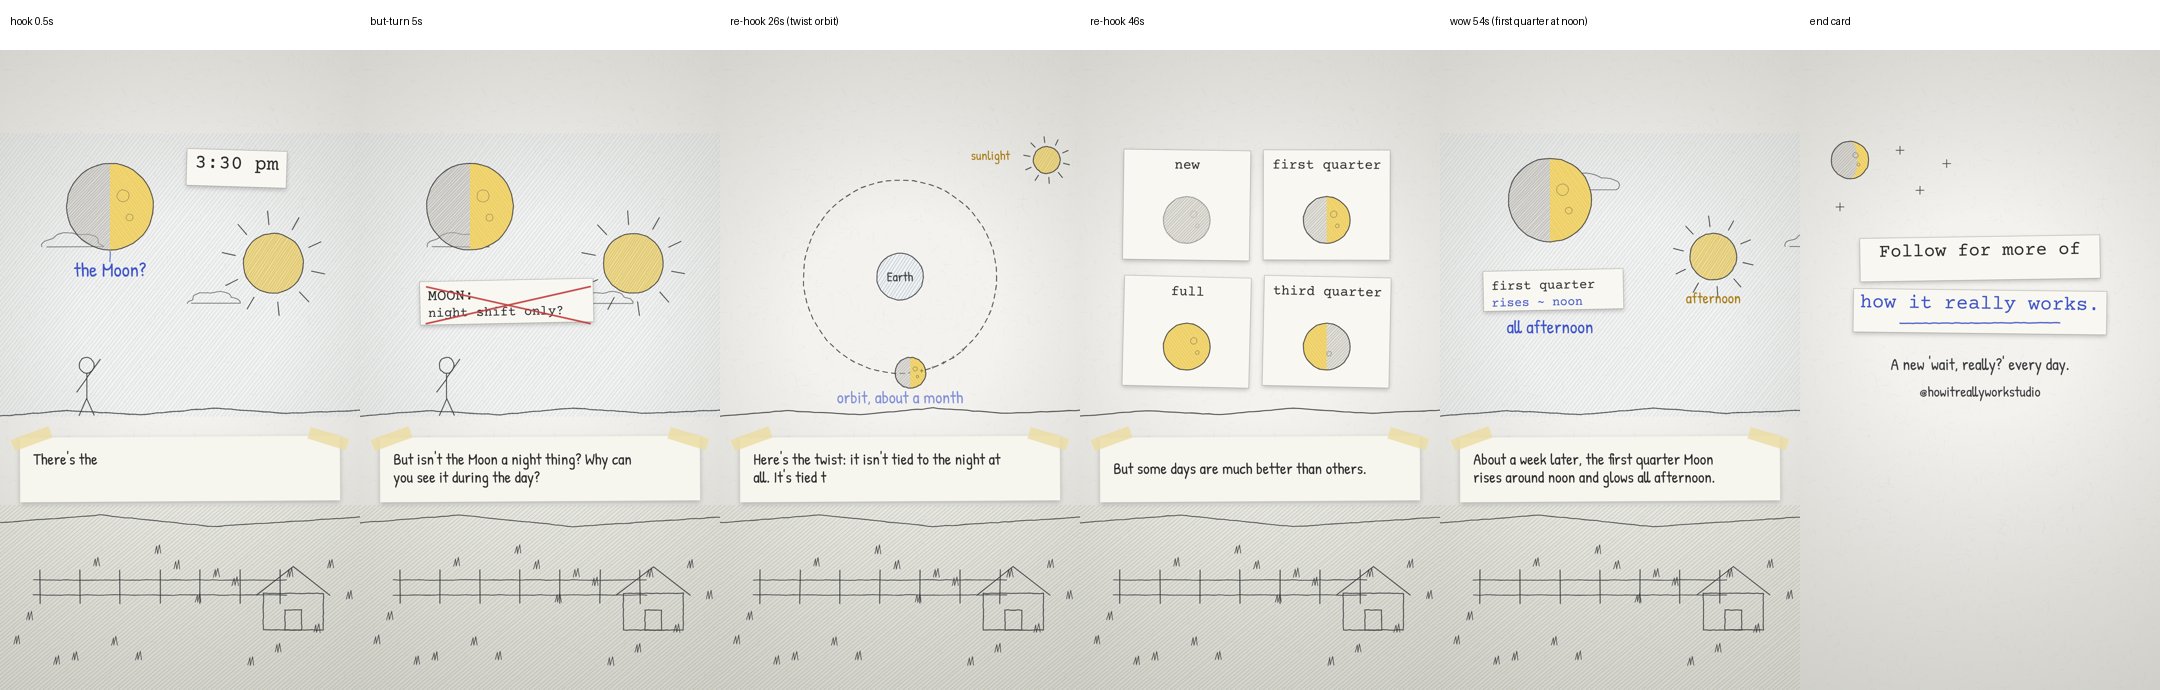 hook 0.5s
3:30 pm
the Moon?
There's the
but-turn 5s
MOON:
night shift only?
But isn't the Moon a night thing? Why can
you see it during the day?
re-hook 26s (twist: orbit)
sunlight
Earth
orbit, about a month
Here's the twist: it isn't tied to the night at
all. It's tied t
re-hook 46s
new
first quarter
full
third quarter
But some days are much better than others.
wow 54s (first quarter at noon)
first quarter
rises ~ noon
all afternoon
afternoon
About a week later, the first quarter Moon
rises around noon and glows all afternoon.
end card
Follow for more of
how it really works.
A new 'wait, really?' every day.
@howitreallyworkstudio